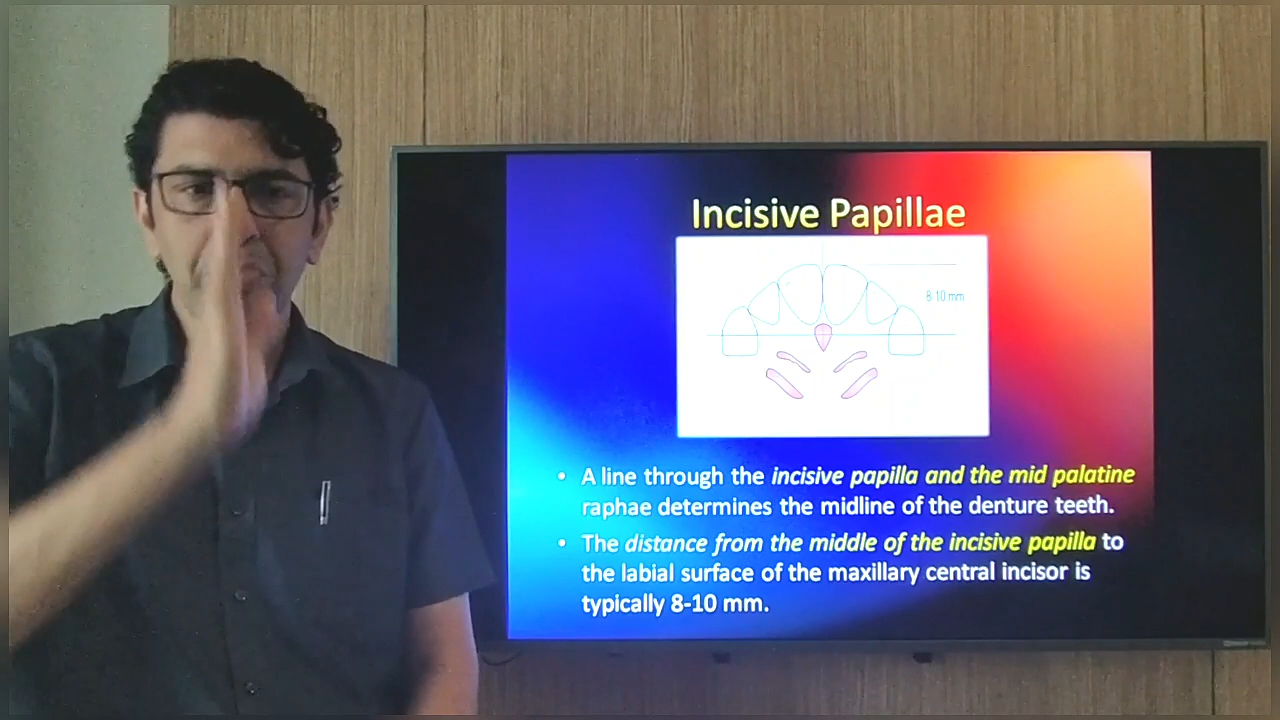 Incisive Papillae
8-10 mm
• A line through the incisive papilla and the mid palatine
raphae determines the midline of the denture teeth.
• The distance from the middle of the incisive papilla to
the labial surface of the maxillary central incisor is
typically 8-10 mm.